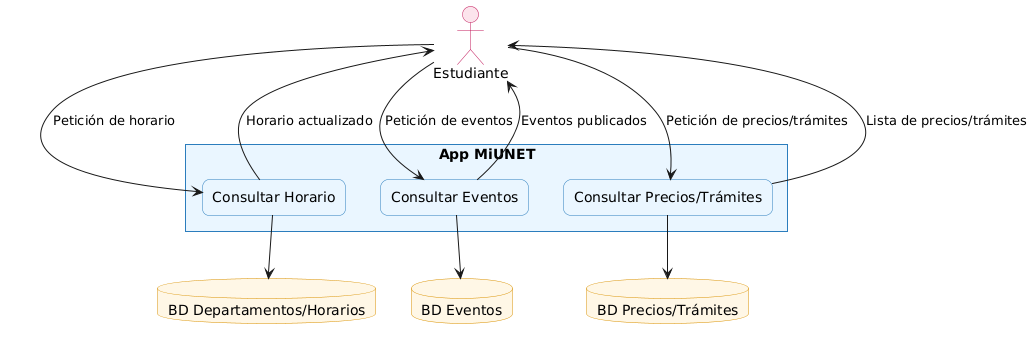 Estudiante
Petición de horario
Horario actualizado
Petición de eventos
Eventos publicados
Petición de precios/trámites
Lista de precios/trámites
App MiUNET
Consultar Horario
Consultar Eventos
Consultar Precios/Trámites
BD Departamentos/Horarios
BD Eventos
BD Precios/Trámites